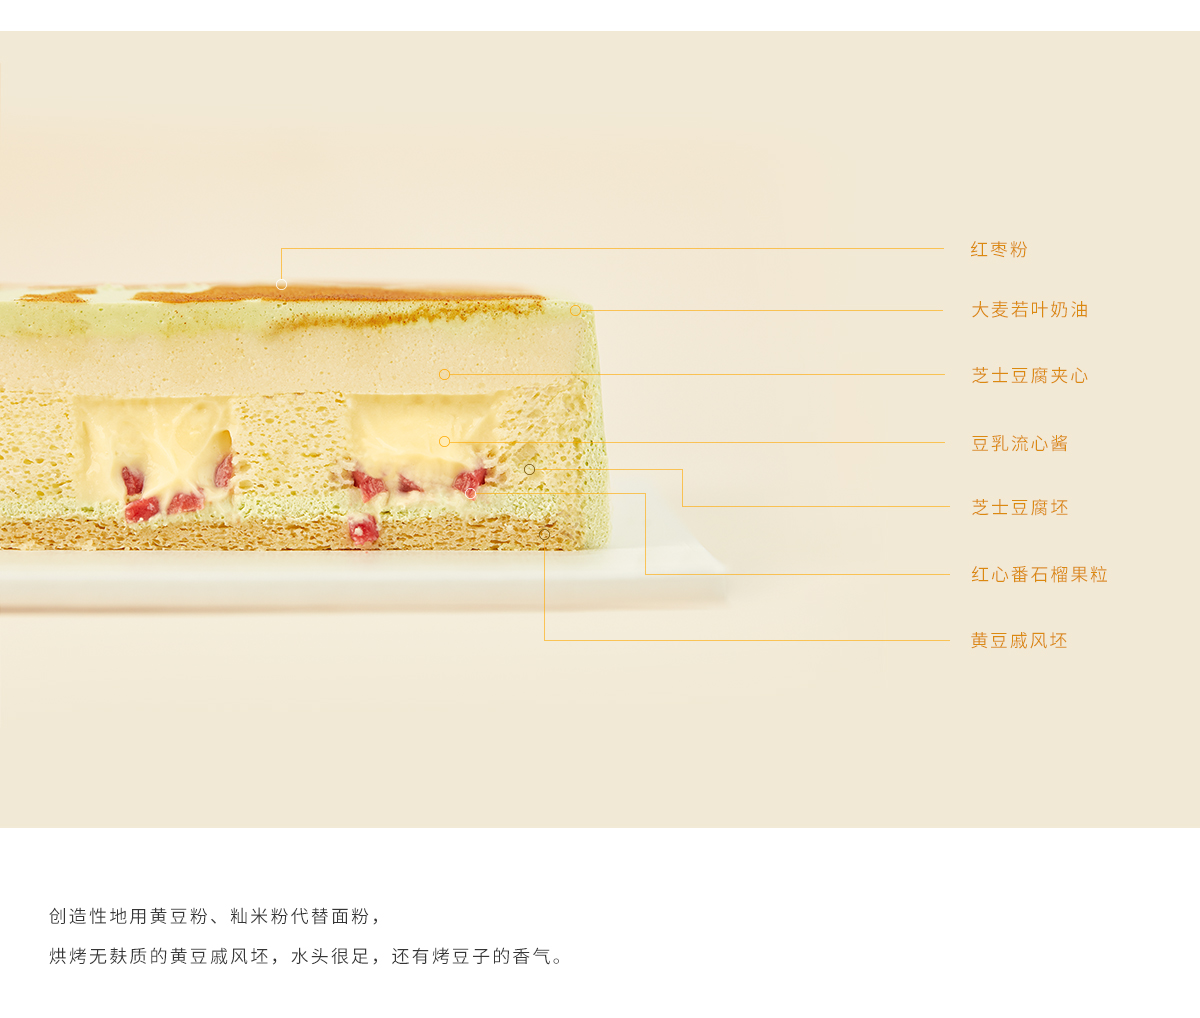 红枣粉
大麦若叶奶油
芝士豆腐夹心
豆乳流心酱
芝士豆腐坯
红心番石榴果粒
黄豆戚风坯
创造性地用黄豆粉、籼米粉代替面粉，
烘烤无麸质的黄豆戚风坯，水头很足，还有烤豆子的香气。